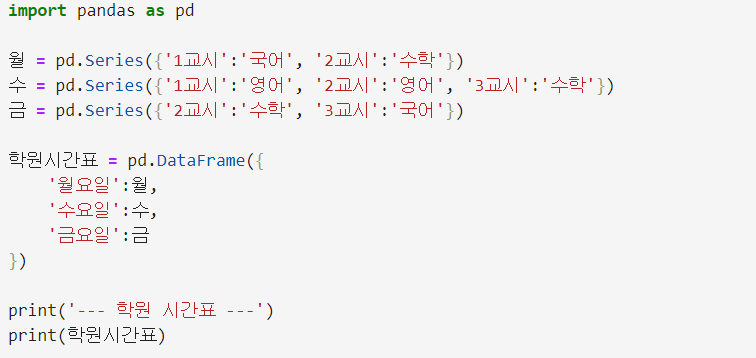 import pandas as pd

월 = pd.Series({'1교시':'국어', '2교시':'수학'})
수 = pd.Series({'1교시':'영어', '2교시':'영어', '3교시':'수학'})
금 = pd.Series({'2교시':'수학', '3교시':'국어'})

학원시간표 = pd.DataFrame({
    '월요일':월,
    '수요일':수,
    '금요일':금
})

print('--- 학원 시간표 ---')
print(학원시간표)